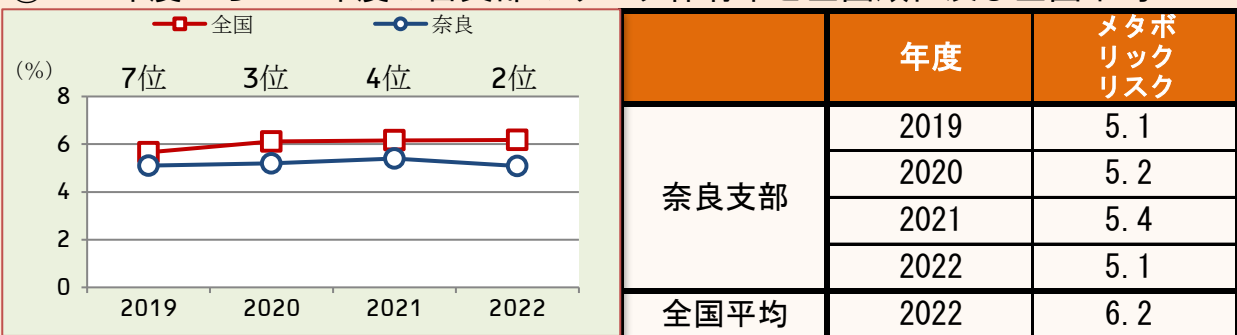 全国 奈良
(%) 7位 3位 4位 2位
8
6
4
2
0
2019 2020 2021 2022
年度 メタボ
リック
リスク
奈良支部
2019 5.1
2020 5.2
2021 5.4
2022 5.1
全国平均 2022 6.2